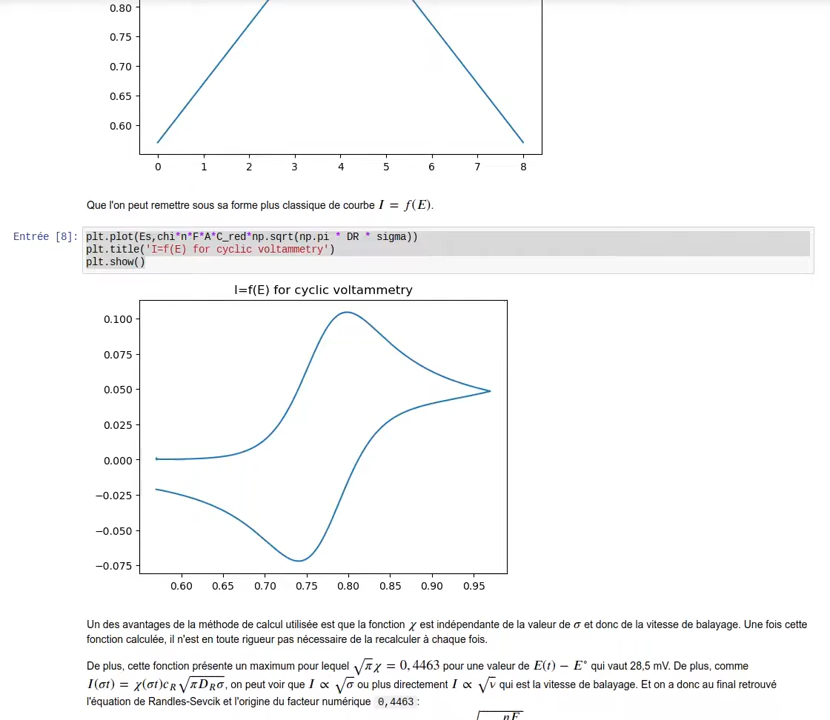 0.80
0.75
0.70
0.65
0.60
0 1 2 3 4 5 6 7 8
Que l'on peut remettre sous sa forme plus classique de courbe I = f(E).
Entrée [8]: plt.plot(Es,chi*n*F*A*C_red*np.sqrt(np.pi * DR * sigma))
plt.title('I=f(E) for cyclic voltammetry')
plt.show()
I=f(E) for cyclic voltammetry
0.100
0.075
0.050
0.025
0.000
−0.025
−0.050
−0.075
0.60 0.65 0.70 0.75 0.80 0.85 0.90 0.95
Un des avantages de la méthode de calcul utilisée est que la fonction χ est indépendante de la valeur de σ et donc de la vitesse de balayage. Une fois cette
fonction calculée, il n'est en toute rigueur pas nécessaire de la recalculer à chaque fois.
De plus, cette fonction présente un maximum pour lequel √πχ = 0,4463 pour une valeur de E(t) − E° qui vaut 28,5 mV. De plus, comme
I(σt) = χ(σt)c_R√πD_Rσ, on peut voir que I ∝ √σ ou plus directement I ∝ √ν qui est la vitesse de balayage. Et on a donc au final retrouvé
l'équation de Randles-Sevcik et l'origine du facteur numérique 0,4463 :
nF